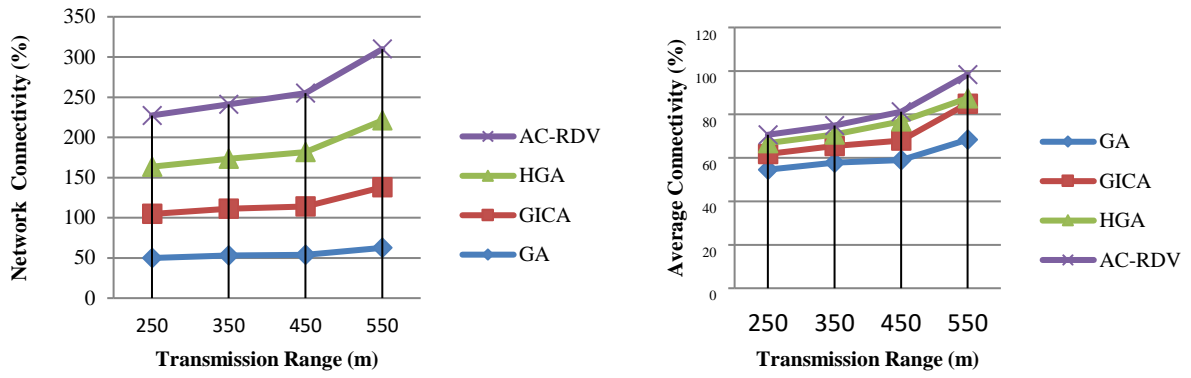 Network Connectivity (%)
350
300
250
200
150
100
50
0
250 350 450 550
Transmission Range (m)
AC-RDV
HGA
GICA
GA
Average Connectivity (%)
120
100
80
60
40
20
0
250 350 450 550
Transmission Range (m)
GA
GICA
HGA
AC-RDV